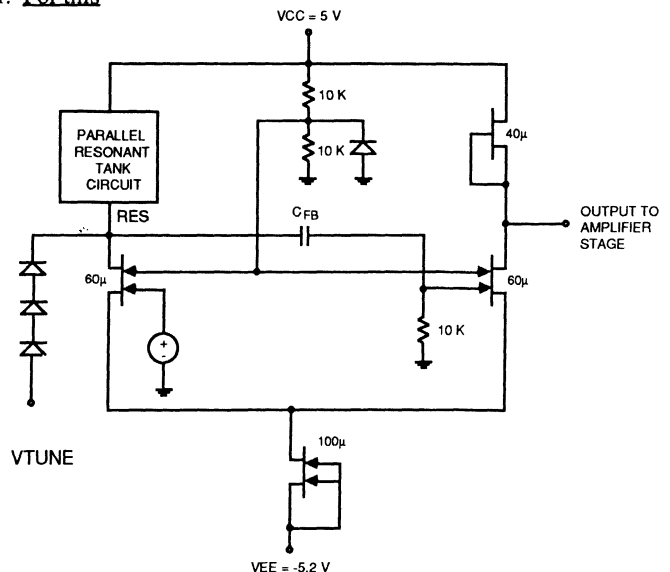 VCC = 5 V
10 K
PARALLEL
RESONANT
TANK
CIRCUIT
10 K
40μ
RES
CFB
OUTPUT TO
AMPLIFIER
STAGE
60μ
60μ
+
-
10 K
VTUNE
100μ
VEE = -5.2 V